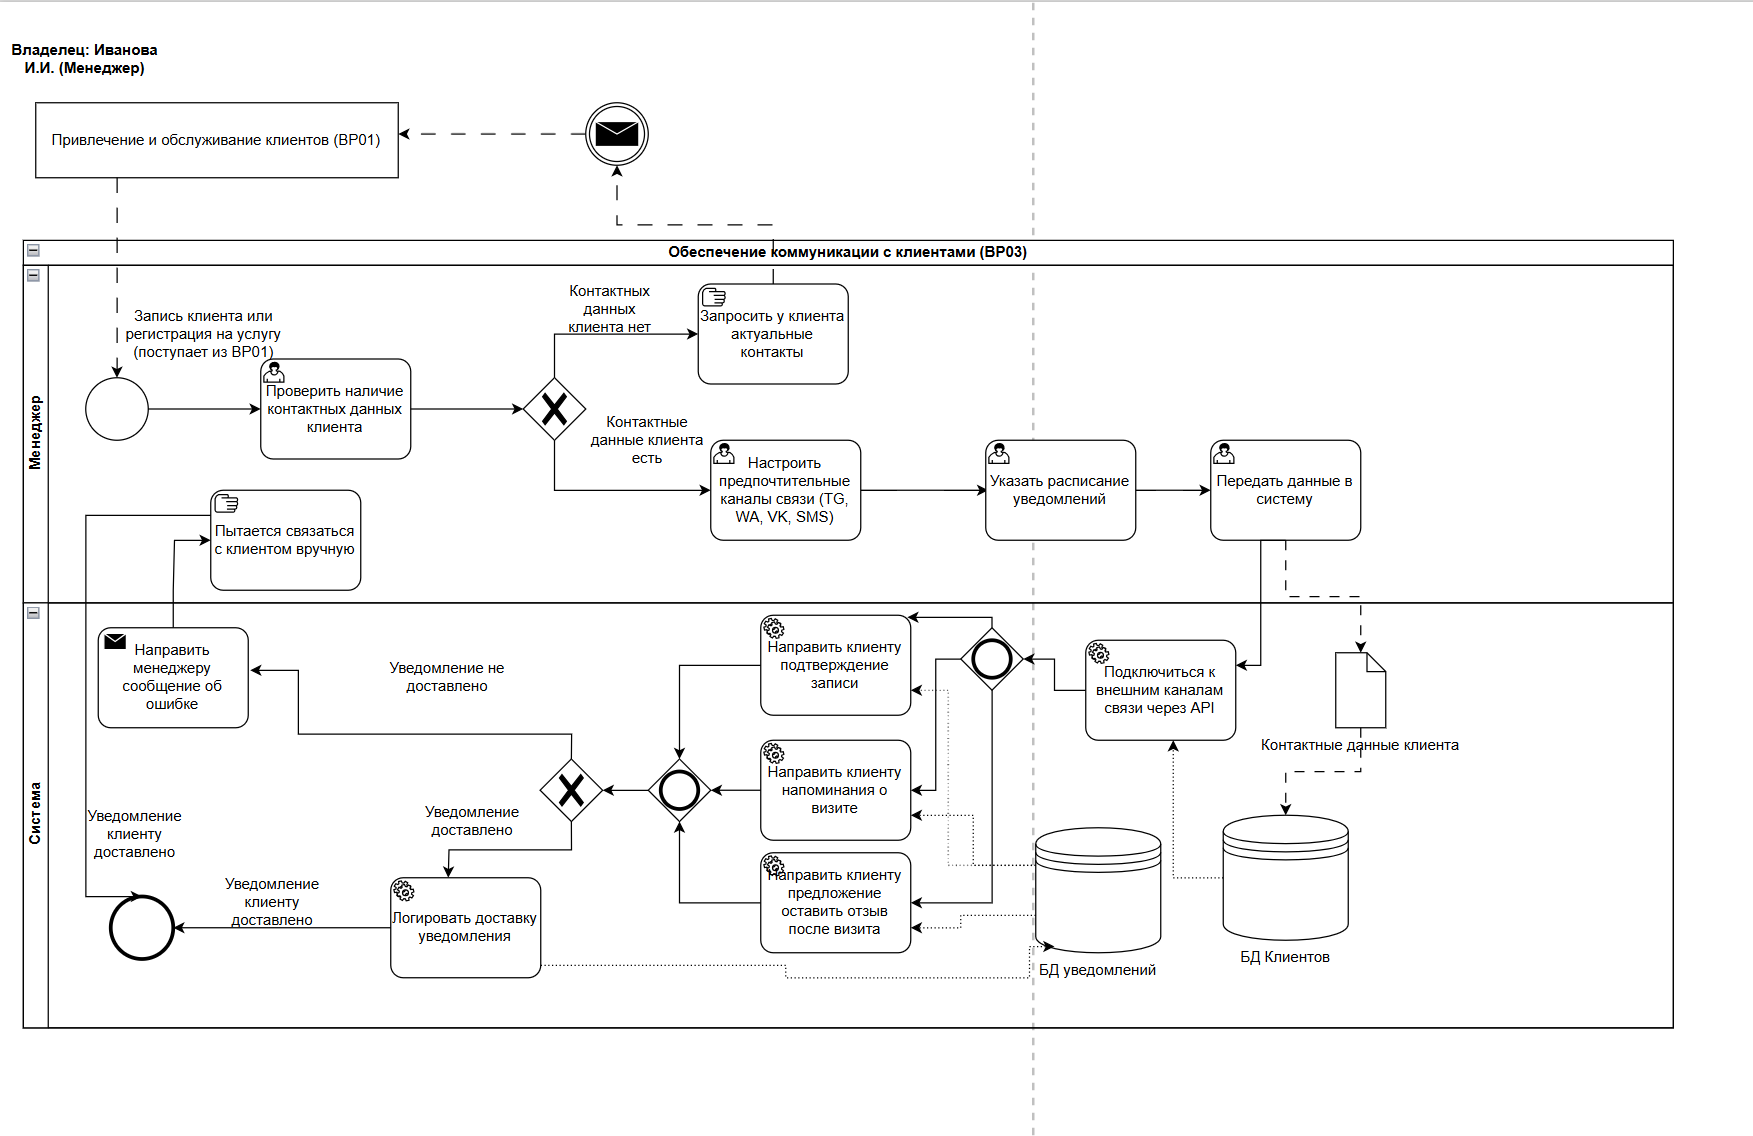 Владелец: Иванова
И.И. (Менеджер)
Привлечение и обслуживание клиентов (BP01)
Обеспечение коммуникации с клиентами (BP03)
Менеджер
Запись клиента или
регистрация на услугу
(поступает из BP01)
Проверить наличие
контактных данных
клиента
Контактных
данных
клиента нет
Запросить у клиента
актуальные
контакты
Контактные
данные клиента
есть
Настроить
предпочтительные
каналы связи (TG,
WA, VK, SMS)
Указать расписание
уведомлений
Передать данные в
систему
Пытается связаться
с клиентом вручную
Система
Направить
менеджеру
сообщение об
ошибке
Уведомление не
доставлено
Направить клиенту
подтверждение
записи
Подключиться к
внешним каналам
связи через API
Контактные данные клиента
Направить клиенту
напоминания о
визите
Уведомление
доставлено
Уведомление
клиенту
доставлено
Направить клиенту
предложение
оставить отзыв
после визита
Уведомление
клиенту
доставлено
Логировать доставку
уведомления
БД уведомлений
БД Клиентов